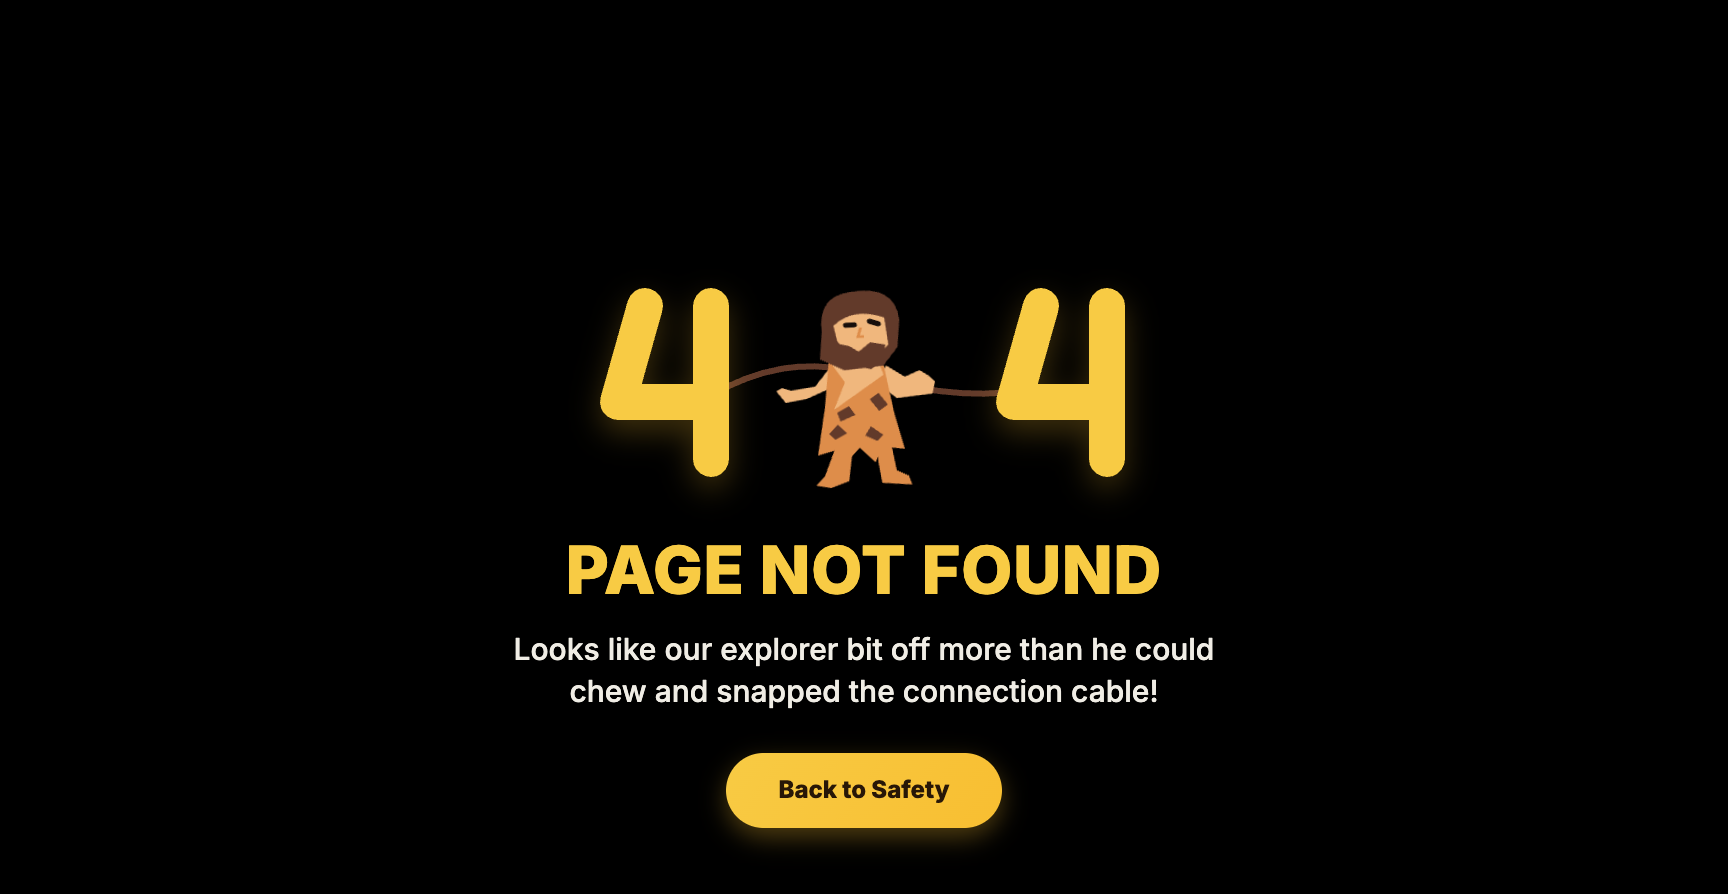 4 4
PAGE NOT FOUND
Looks like our explorer bit off more than he could
chew and snapped the connection cable!
Back to Safety